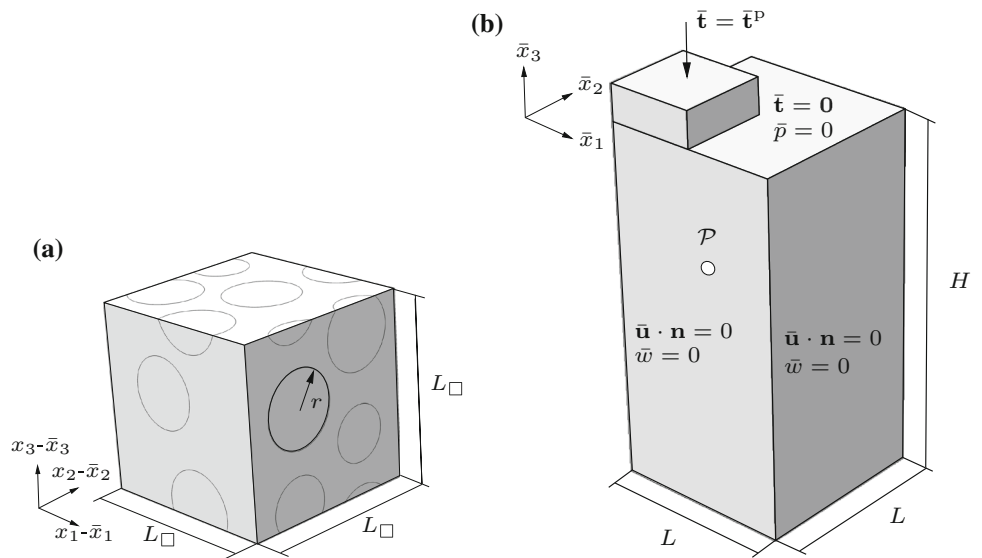 (a)
x₃-x̄₃
x₂-x̄₂
x₁-x̄₁
r
L□
L□
L□
(b)
t̄ = t̄ᵖ
x̄₃
x̄₂
x̄₁
t̄ = 0
p̄ = 0
𝒫
H
ū · n = 0
w̄ = 0
ū · n = 0
w̄ = 0
L
L